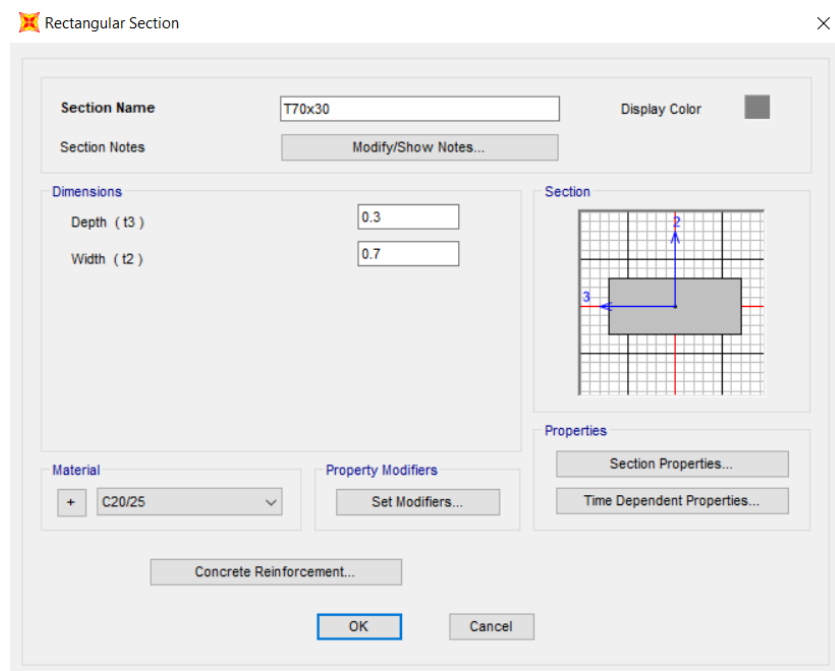 Rectangular Section
Section Name T70x30 Display Color
Section Notes Modify/Show Notes...
Dimensions
Depth ( t3 ) 0.3
Width ( t2 ) 0.7
Section
2
3
Properties
Section Properties...
Time Dependent Properties...
Material
+ C20/25
Property Modifiers
Set Modifiers...
Concrete Reinforcement...
OK Cancel